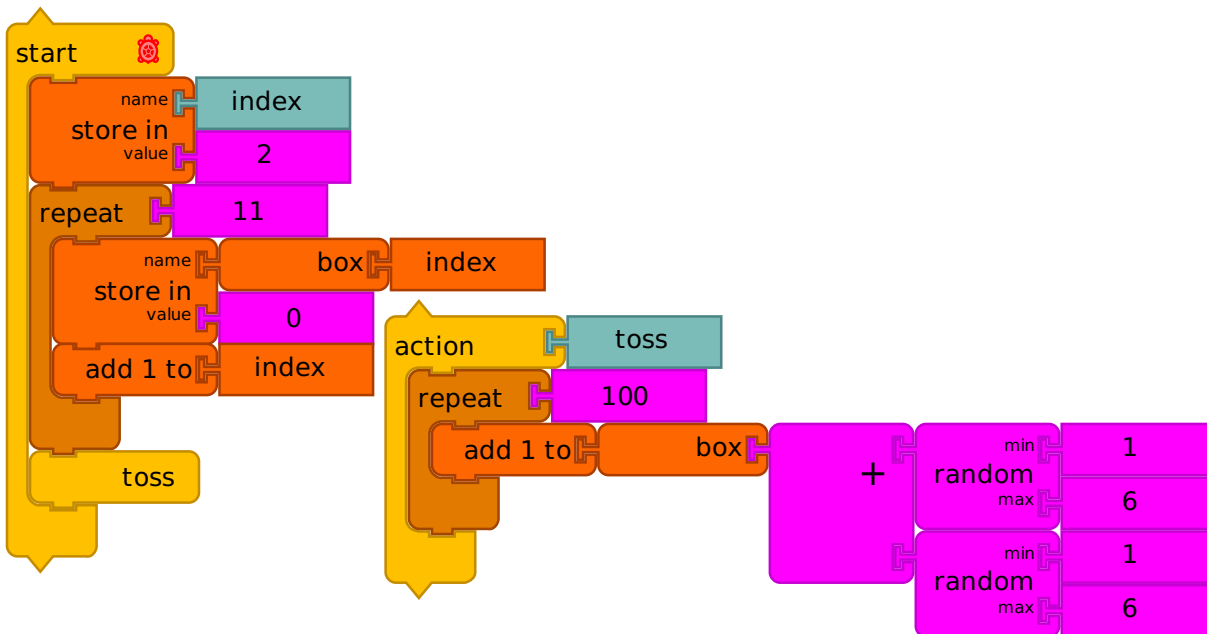 start
name
index
store in
value
2
repeat
11
name
box
index
store in
value
0
add 1 to
index
toss
action
toss
repeat
100
add 1 to
box
+
min
1
random
max
6
min
1
random
max
6